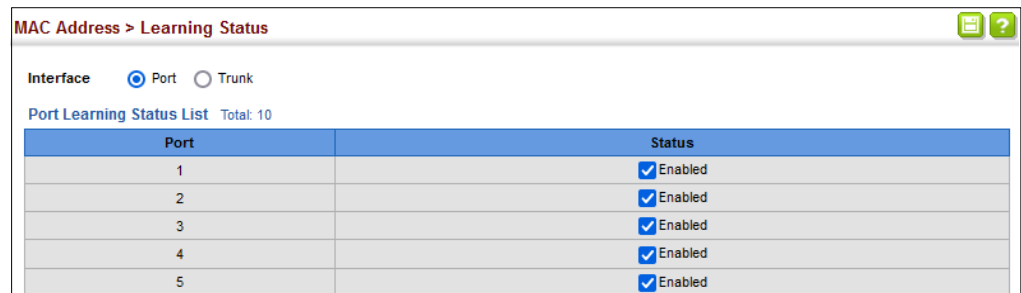 MAC Address > Learning Status
?
Interface Port Trunk
Port Learning Status List Total: 10
Port Status
1 Enabled
2 Enabled
3 Enabled
4 Enabled
5 Enabled